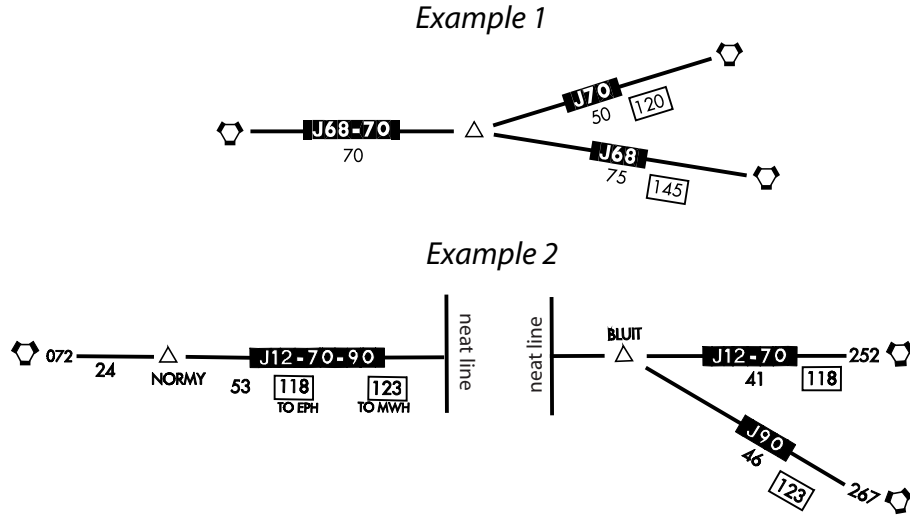 Example 1
J70
50 120
J68-70
70
J68
75 145
Example 2
neat line
neat line
BLUIT
072
24
NORMY
J12-70-90
53 118 123
TO EPH TO MWH
J12-70
252
41 118
J90
46
123
267